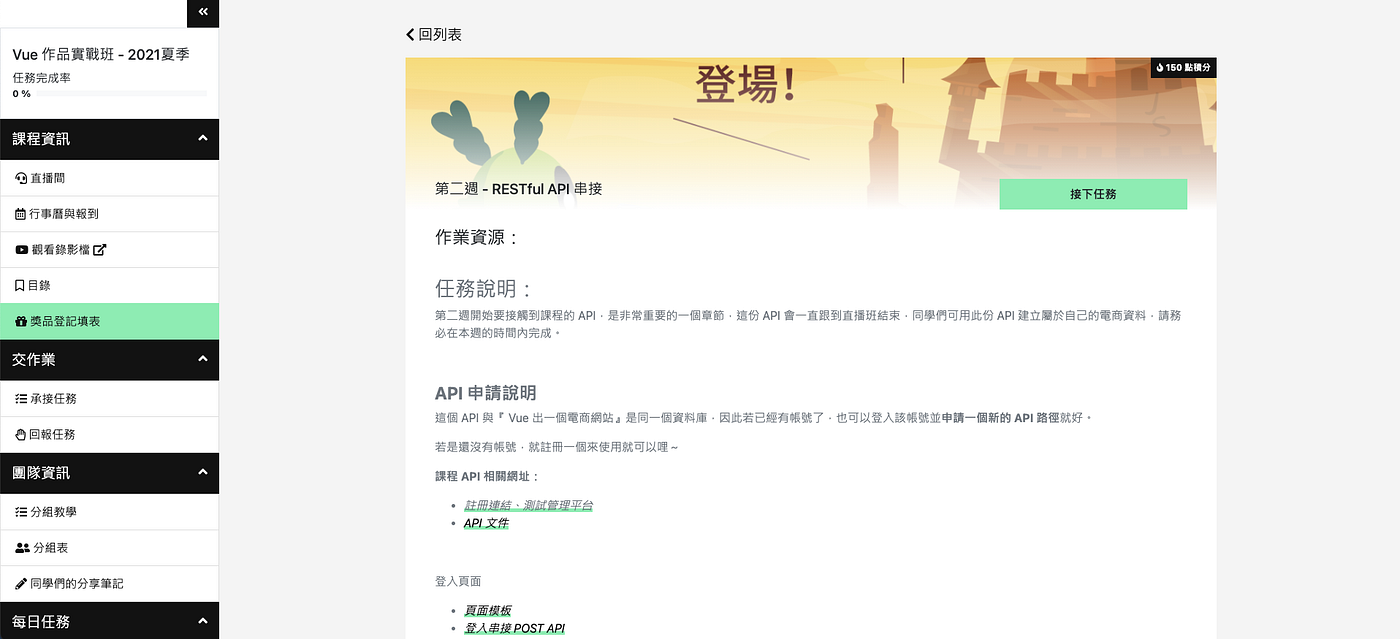 «
Vue 作品實戰班 - 2021夏季
任務完成率
0 %
課程資訊
直播間
行事曆與報到
觀看錄影檔
目錄
獎品登記填表
交作業
承接任務
回報任務
團隊資訊
分組教學
分組表
同學們的分享筆記
每日任務
回列表
150 點積分
登場!
JS
第二週 - RESTful API 串接
接下任務
作業資源：
任務說明：
第二週開始要接觸到課程的 API，是非常重要的一個章節，這份 API 會一直跟到直播班結束，同學們可用此份 API 建立屬於自己的電商資料，請務
必在本週的時間內完成。
API 申請說明
這個 API 與『 Vue 出一個電商網站』是同一個資料庫，因此若已經有帳號了，也可以登入該帳號並申請一個新的 API 路徑就好。
若是還沒有帳號，就註冊一個來使用就可以哩 ~
課程 API 相關網址：
註冊連結、測試管理平台
API 文件
登入頁面
頁面模板
登入串接 POST API